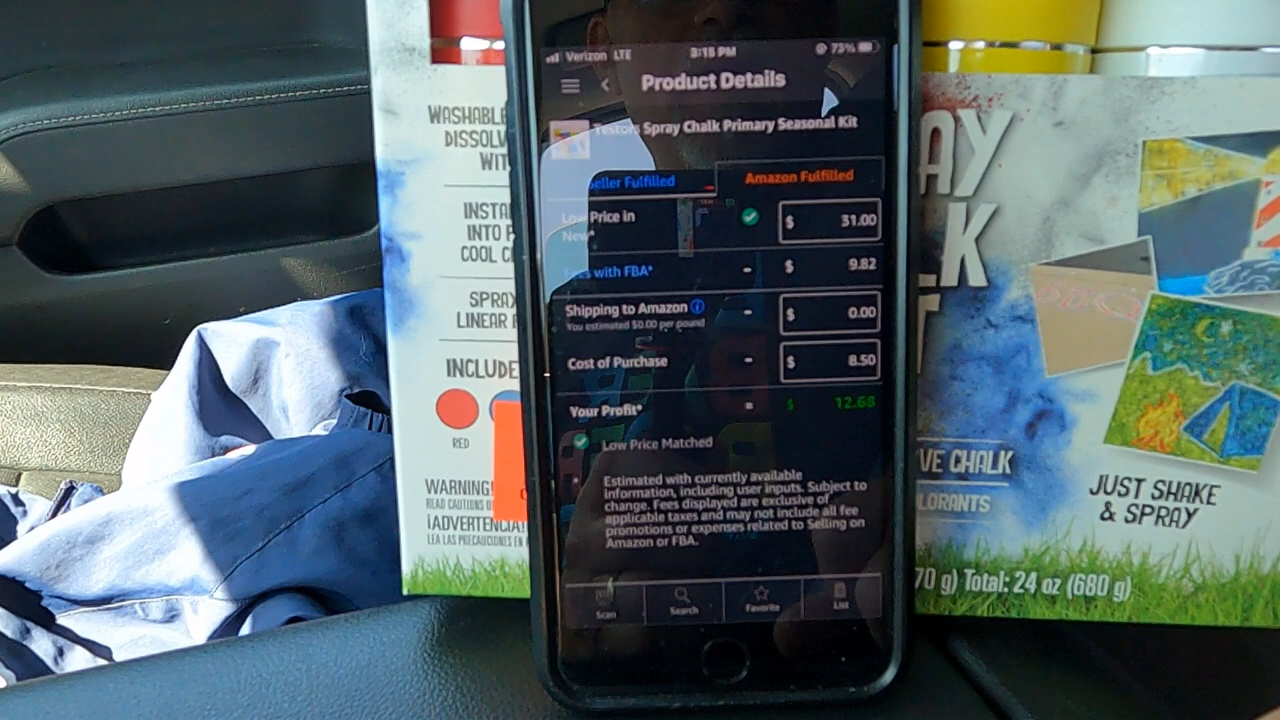 Verizon LTE
3:15 PM
73%
Product Details
Testors Spray Chalk Primary Seasonal Kit
Seller Fulfilled
Amazon Fulfilled
Low Price in
New*
$ 31.00
Fees with FBA*
- $ 9.82
Shipping to Amazon
You estimated $0.00 per pound
- $ 0.00
Cost of Purchase
- $ 8.50
Your Profit*
= $ 12.68
Low Price Matched
Estimated with currently available
information, including user inputs. Subject to
change. Fees displayed are exclusive of
applicable taxes and may not include all fee
promotions or expenses related to Selling on
Amazon or FBA.
Scan
Search
Favorite
List
WASHABLE
DISSOLV
WIT
INSTA
INTO P
COOL C
SPRAY
LINEAR F
INCLUDE
RED
WARNING!
READ CAUTIONS O
¡ADVERTENCIA!
LEA LAS PRECAUCIONES EN
AY
LK
T
VE CHALK
LORANTS
JUST SHAKE
& SPRAY
70 g) Total: 24 oz (680 g)